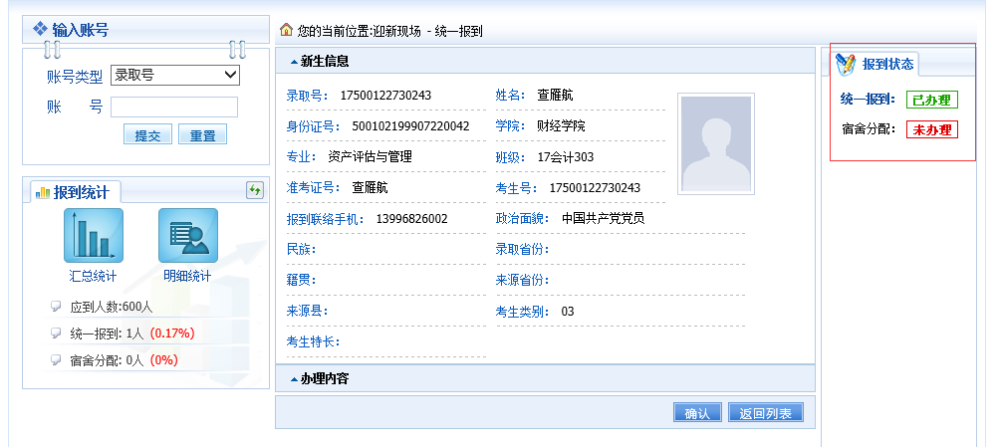 输入账号
账号类型 录取号
账 号
提交 重置
报到统计
汇总统计 明细统计
应到人数:600人
统一报到: 1人 (0.17%)
宿舍分配: 0人 (0%)
您的当前位置:迎新现场 - 统一报到
新生信息
录取号: 17500122730243 姓名: 查雁航
身份证号: 500102199907220042 学院: 财经学院
专业: 资产评估与管理 班级: 17会计303
准考证号: 查雁航 考生号: 17500122730243
报到联络手机: 13996826002 政治面貌: 中国共产党党员
民族: 录取省份:
籍贯: 来源省份:
来源县: 考生类别: 03
考生特长:
办理内容
确认 返回列表
报到状态
统一报到: 已办理
宿舍分配: 未办理